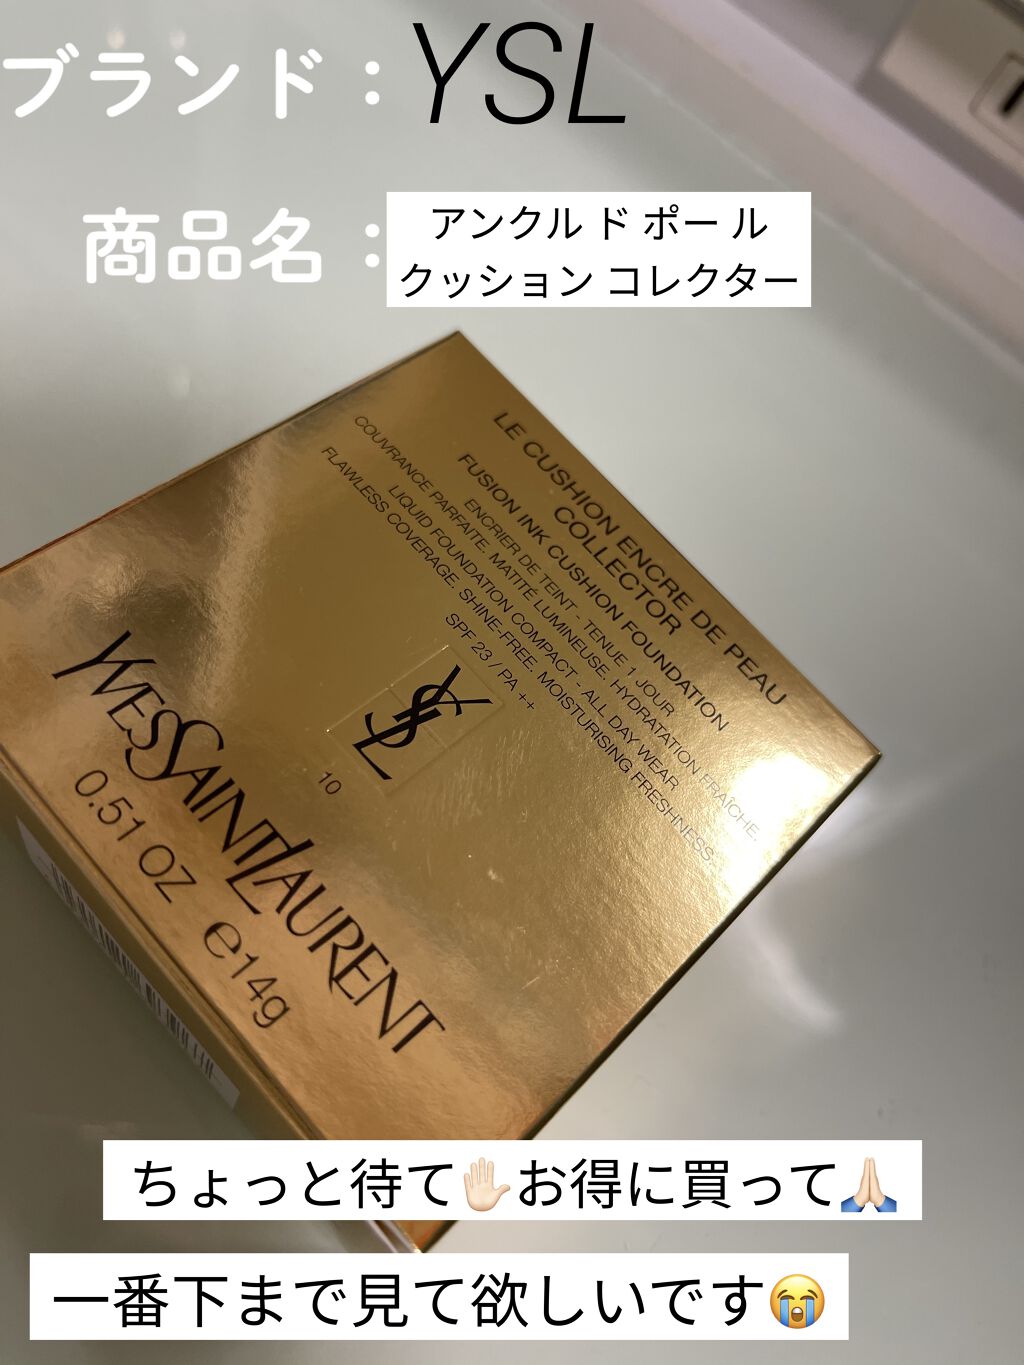 ブランド：YSL
商品名：アンクル ド ポー ル
クッション コレクター
LE CUSHION ENCRE DE PEAU
COLLECTOR
FUSION INK CUSHION FOUNDATION
ENCRIER DE TEINT - TENUE 1 JOUR
COUVRANCE PARFAITE. MATITÉ LUMINEUSE. HYDRATATION FRAÎCHE.
LIQUID FOUNDATION COMPACT - ALL DAY WEAR
FLAWLESS COVERAGE. SHINE-FREE. MOISTURISING FRESHNESS.
SPF 23 / PA ++
YSL
10
YVESSAINTLAURENT
0.51 OZ ℮14g
ちょっと待て✋🏻お得に買って🙏🏻
一番下まで見て欲しいです😭